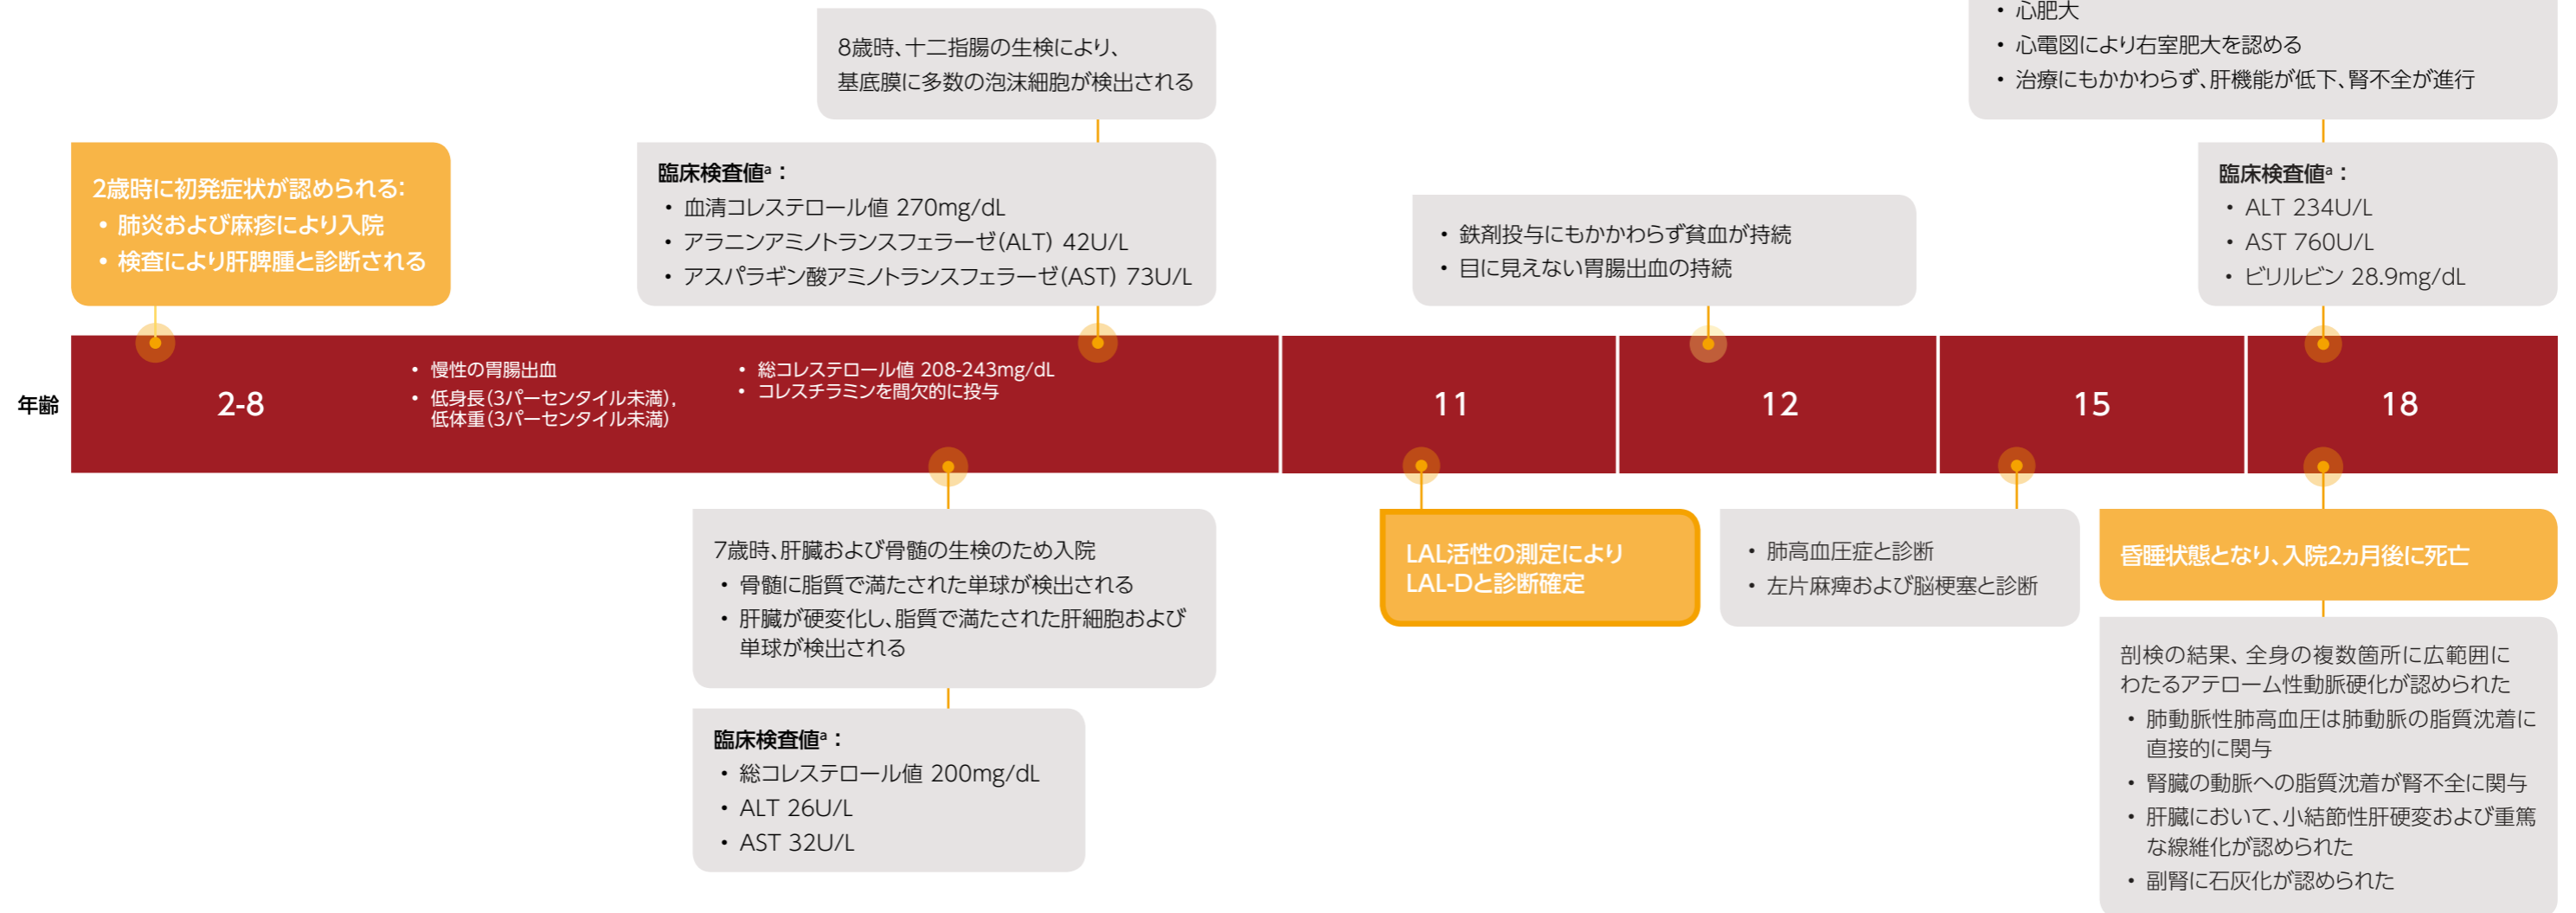 2歳時に初発症状が認められる：
• 肺炎および麻疹により入院
• 検査により肝脾腫と診断される
8歳時、十二指腸の生検により、
基底膜に多数の泡沫細胞が検出される
臨床検査値a：
• 血清コレステロール値 270mg/dL
• アラニンアミノトランスフェラーゼ（ALT）42U/L
• アスパラギン酸アミノトランスフェラーゼ（AST）73U/L
• 鉄剤投与にもかかわらず貧血が持続
• 目に見えない胃腸出血の持続
• 心肥大
• 心電図により右室肥大を認める
• 治療にもかかわらず、肝機能が低下、腎不全が進行
臨床検査値a：
• ALT 234U/L
• AST 760U/L
• ビリルビン 28.9mg/dL
年齢
2-8
• 慢性の胃腸出血
• 低身長（3パーセンタイル未満），
低体重（3パーセンタイル未満）
• 総コレステロール値 208-243mg/dL
• コレスチラミンを間欠的に投与
11
12
15
18
7歳時、肝臓および骨髄の生検のため入院
• 骨髄に脂質で満たされた単球が検出される
• 肝臓が硬変化し、脂質で満たされた肝細胞および
単球が検出される
臨床検査値a：
• 総コレステロール値 200mg/dL
• ALT 26U/L
• AST 32U/L
LAL活性の測定により
LAL-Dと診断確定
• 肺高血圧症と診断
• 左片麻痺および脳梗塞と診断
昏睡状態となり、入院2ヵ月後に死亡
剖検の結果、全身の複数箇所に広範囲に
わたるアテローム性動脈硬化が認められた
• 肺動脈性肺高血圧は肺動脈の脂質沈着に
直接的に関与
• 腎臓の動脈への脂質沈着が腎不全に関与
• 肝臓において、小結節性肝硬変および重篤
な線維化が認められた
• 副腎に石灰化が認められた